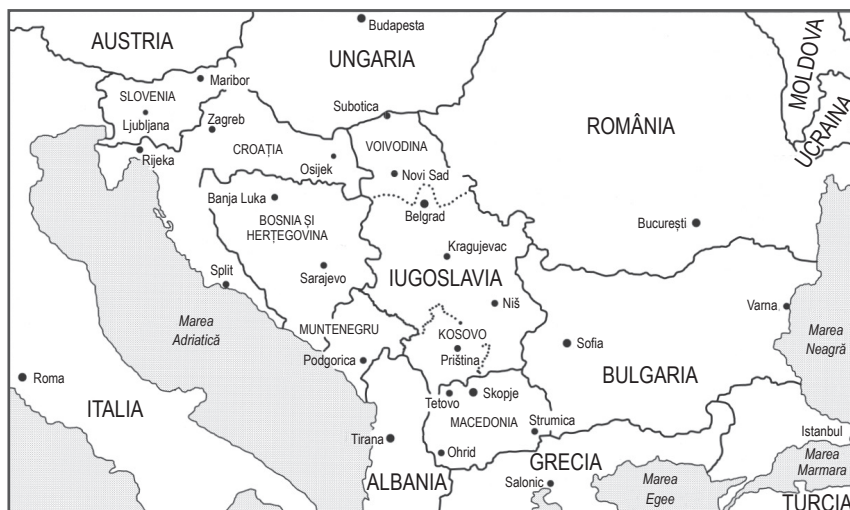 AUSTRIA
Budapesta
UNGARIA
MOLDOVA
UCRAINA
Maribor
SLOVENIA
Ljubljana
Zagreb
Subotica
ROMÂNIA
VOIVODINA
CROAȚIA
Rijeka
Osijek
Novi Sad
Banja Luka
Belgrad
BOSNIA ȘI
HERȚEGOVINA
București
Kragujevac
Sarajevo
IUGOSLAVIA
Split
Niš
Varna
Marea
Adriatică
MUNTENEGRU
KOSOVO
Marea
Neagră
Sofia
Priština
Podgorica
BULGARIA
Roma
Skopje
Tetovo
ITALIA
MACEDONIA
Strumica
Istanbul
Tirana
Ohrid
GRECIA
Marea
Marmara
ALBANIA
Salonic
Marea
Egee
TURCIA